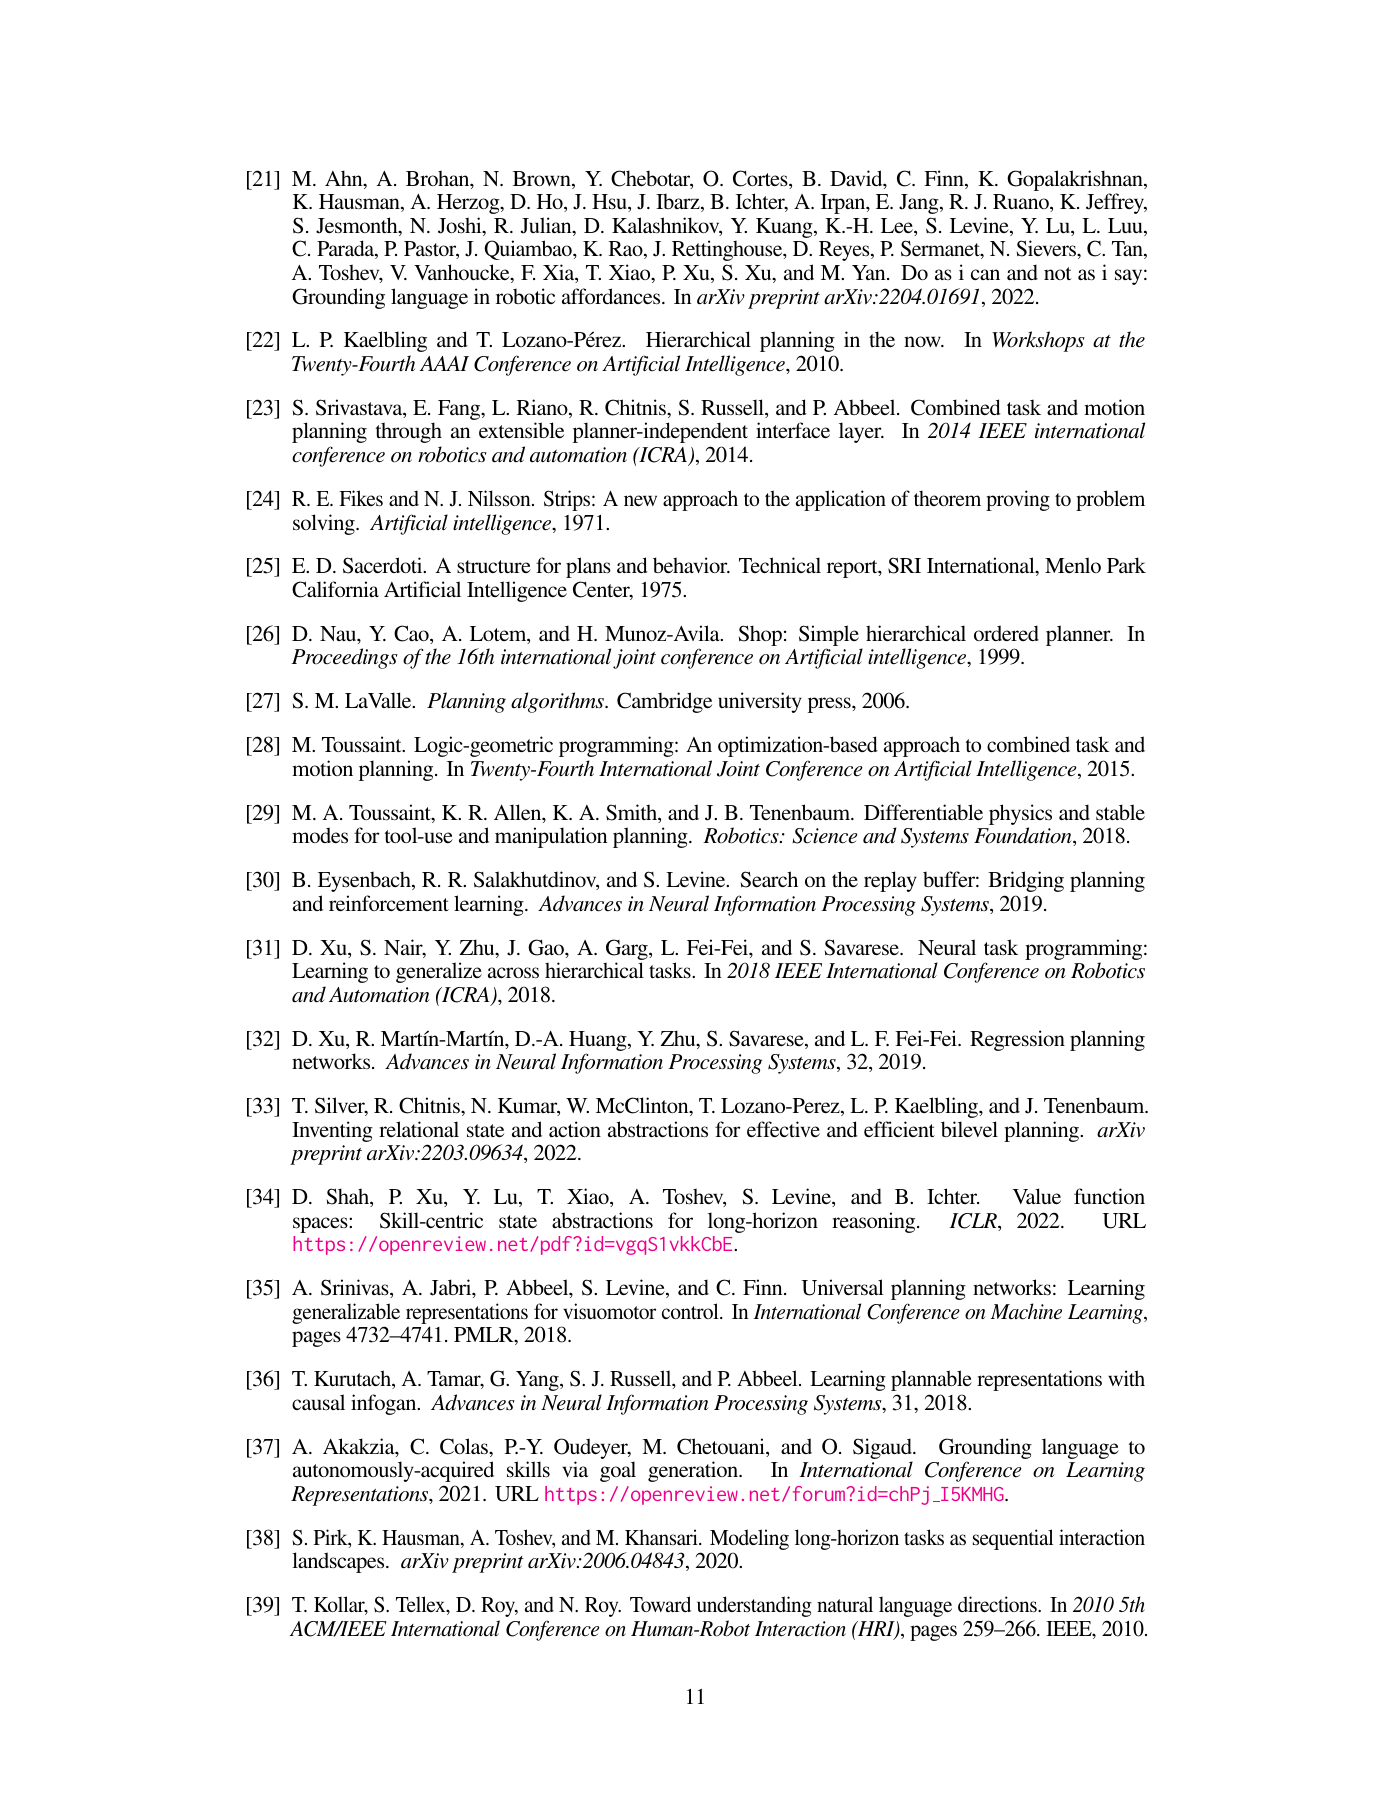 [21] M. Ahn, A. Brohan, N. Brown, Y. Chebotar, O. Cortes, B. David, C. Finn, K. Gopalakrishnan,
K. Hausman, A. Herzog, D. Ho, J. Hsu, J. Ibarz, B. Ichter, A. Irpan, E. Jang, R. J. Ruano, K. Jeffrey,
S. Jesmonth, N. Joshi, R. Julian, D. Kalashnikov, Y. Kuang, K.-H. Lee, S. Levine, Y. Lu, L. Luu,
C. Parada, P. Pastor, J. Quiambao, K. Rao, J. Rettinghouse, D. Reyes, P. Sermanet, N. Sievers, C. Tan,
A. Toshev, V. Vanhoucke, F. Xia, T. Xiao, P. Xu, S. Xu, and M. Yan. Do as i can and not as i say:
Grounding language in robotic affordances. In arXiv preprint arXiv:2204.01691, 2022.
[22] L. P. Kaelbling and T. Lozano-Pérez. Hierarchical planning in the now. In Workshops at the
Twenty-Fourth AAAI Conference on Artificial Intelligence, 2010.
[23] S. Srivastava, E. Fang, L. Riano, R. Chitnis, S. Russell, and P. Abbeel. Combined task and motion
planning through an extensible planner-independent interface layer. In 2014 IEEE international
conference on robotics and automation (ICRA), 2014.
[24] R. E. Fikes and N. J. Nilsson. Strips: A new approach to the application of theorem proving to problem
solving. Artificial intelligence, 1971.
[25] E. D. Sacerdoti. A structure for plans and behavior. Technical report, SRI International, Menlo Park
California Artificial Intelligence Center, 1975.
[26] D. Nau, Y. Cao, A. Lotem, and H. Munoz-Avila. Shop: Simple hierarchical ordered planner. In
Proceedings of the 16th international joint conference on Artificial intelligence, 1999.
[27] S. M. LaValle. Planning algorithms. Cambridge university press, 2006.
[28] M. Toussaint. Logic-geometric programming: An optimization-based approach to combined task and
motion planning. In Twenty-Fourth International Joint Conference on Artificial Intelligence, 2015.
[29] M. A. Toussaint, K. R. Allen, K. A. Smith, and J. B. Tenenbaum. Differentiable physics and stable
modes for tool-use and manipulation planning. Robotics: Science and Systems Foundation, 2018.
[30] B. Eysenbach, R. R. Salakhutdinov, and S. Levine. Search on the replay buffer: Bridging planning
and reinforcement learning. Advances in Neural Information Processing Systems, 2019.
[31] D. Xu, S. Nair, Y. Zhu, J. Gao, A. Garg, L. Fei-Fei, and S. Savarese. Neural task programming:
Learning to generalize across hierarchical tasks. In 2018 IEEE International Conference on Robotics
and Automation (ICRA), 2018.
[32] D. Xu, R. Martín-Martín, D.-A. Huang, Y. Zhu, S. Savarese, and L. F. Fei-Fei. Regression planning
networks. Advances in Neural Information Processing Systems, 32, 2019.
[33] T. Silver, R. Chitnis, N. Kumar, W. McClinton, T. Lozano-Perez, L. P. Kaelbling, and J. Tenenbaum.
Inventing relational state and action abstractions for effective and efficient bilevel planning. arXiv
preprint arXiv:2203.09634, 2022.
[34] D. Shah, P. Xu, Y. Lu, T. Xiao, A. Toshev, S. Levine, and B. Ichter. Value function
spaces: Skill-centric state abstractions for long-horizon reasoning. ICLR, 2022. URL
https://openreview.net/pdf?id=vgqS1vkkCbE.
[35] A. Srinivas, A. Jabri, P. Abbeel, S. Levine, and C. Finn. Universal planning networks: Learning
generalizable representations for visuomotor control. In International Conference on Machine Learning,
pages 4732–4741. PMLR, 2018.
[36] T. Kurutach, A. Tamar, G. Yang, S. J. Russell, and P. Abbeel. Learning plannable representations with
causal infogan. Advances in Neural Information Processing Systems, 31, 2018.
[37] A. Akakzia, C. Colas, P.-Y. Oudeyer, M. Chetouani, and O. Sigaud. Grounding language to
autonomously-acquired skills via goal generation. In International Conference on Learning
Representations, 2021. URL https://openreview.net/forum?id=chPj_I5KMHG.
[38] S. Pirk, K. Hausman, A. Toshev, and M. Khansari. Modeling long-horizon tasks as sequential interaction
landscapes. arXiv preprint arXiv:2006.04843, 2020.
[39] T. Kollar, S. Tellex, D. Roy, and N. Roy. Toward understanding natural language directions. In 2010 5th
ACM/IEEE International Conference on Human-Robot Interaction (HRI), pages 259–266. IEEE, 2010.
11